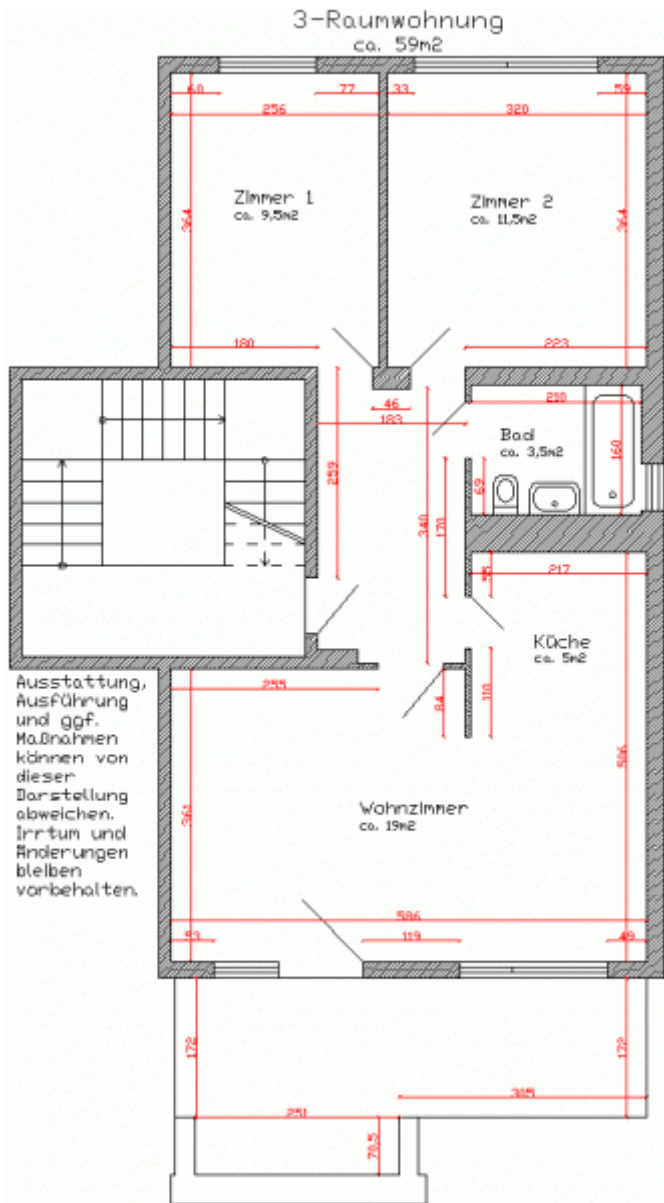 3-Raumwohnung
ca. 59m2
60
77
33
59
256
320
Zimmer 1
ca. 9,5m2
Zimmer 2
ca. 11,5m2
364
364
180
223
46
183
210
Bad
ca. 3,5m2
160
69
259
340
170
55
217
Küche
ca. 5m2
110
84
255
506
Ausstattung,
Ausführung
und ggf.
Maßnahmen
können von
dieser
Darstellung
abweichen.
Irrtum und
Änderungen
bleiben
vorbehalten.
361
Wohnzimmer
ca. 19m2
586
53
119
49
172
172
305
251
70,5